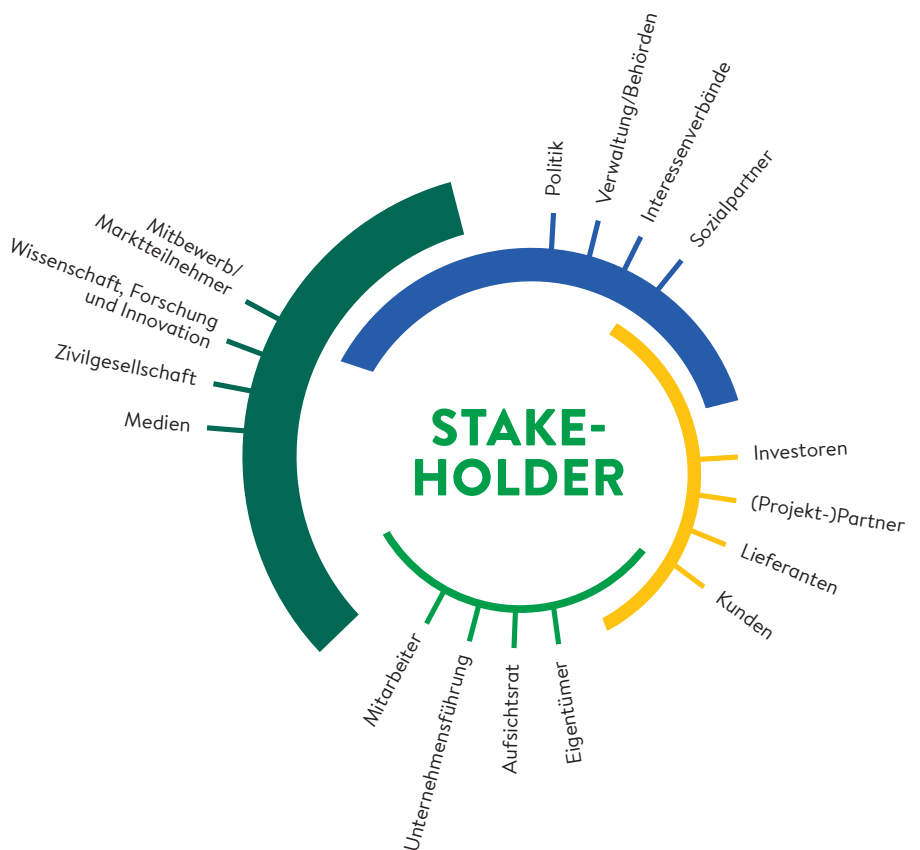 Politik
Verwaltung/Behörden
Interessenverbände
Sozialpartner
Mitbewerb/
Marktteilnehmer
Wissenschaft, Forschung
und Innovation
Zivilgesellschaft
Medien
STAKE-
HOLDER
Investoren
(Projekt-)Partner
Lieferanten
Kunden
Mitarbeiter
Unternehmensführung
Aufsichtsrat
Eigentümer